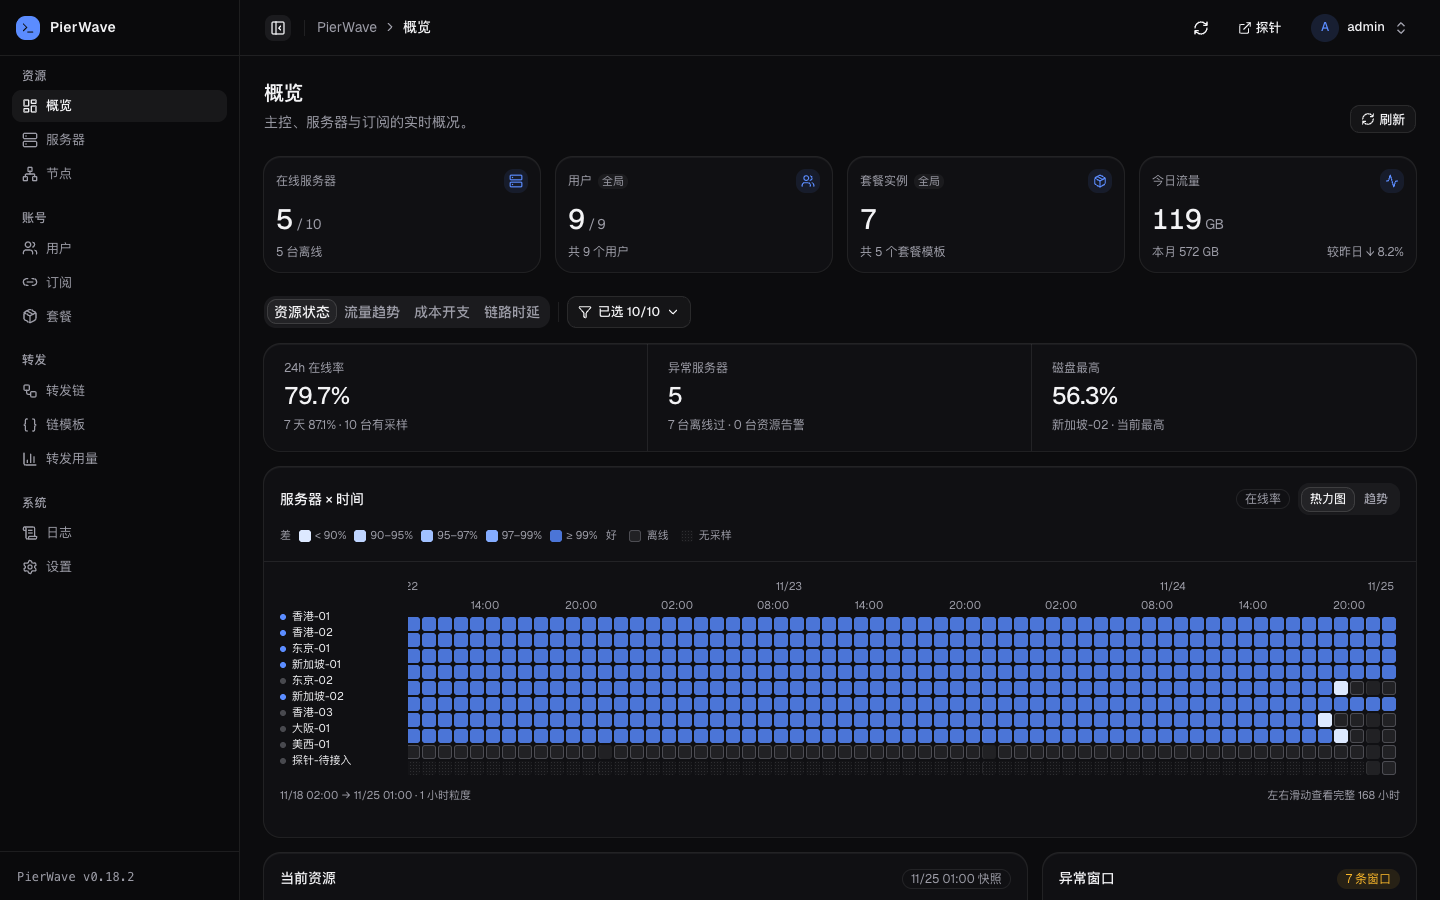 PierWave
PierWave > 概览
探针
A admin
资源
概览
服务器
节点
账号
用户
订阅
套餐
转发
转发链
链模板
转发用量
系统
日志
设置
PierWave v0.18.2
概览
主控、服务器与订阅的实时概况。
刷新
在线服务器
5 / 10
5 台离线
用户 全局
9 / 9
共 9 个用户
套餐实例 全局
7
共 5 个套餐模板
今日流量
119 GB
本月 572 GB 较昨日 ↓ 8.2%
资源状态 流量趋势 成本开支 链路时延 已选 10/10
24h 在线率
79.7%
7 天 87.1% · 10 台有采样
异常服务器
5
7 台离线过 · 0 台资源告警
磁盘最高
56.3%
新加坡-02 · 当前最高
服务器 × 时间
在线率 热力图 趋势
差 < 90% 90–95% 95–97% 97–99% ≥ 99% 好 离线 无采样
22 11/23 11/24 11/25
14:00 20:00 02:00 08:00 14:00 20:00 02:00 08:00 14:00 20:00
香港-01
香港-02
东京-01
新加坡-01
东京-02
新加坡-02
香港-03
大阪-01
美西-01
探针-待接入
11/18 02:00 → 11/25 01:00 · 1 小时粒度
左右滑动查看完整 168 小时
当前资源 11/25 01:00 快照
异常窗口 7 条窗口